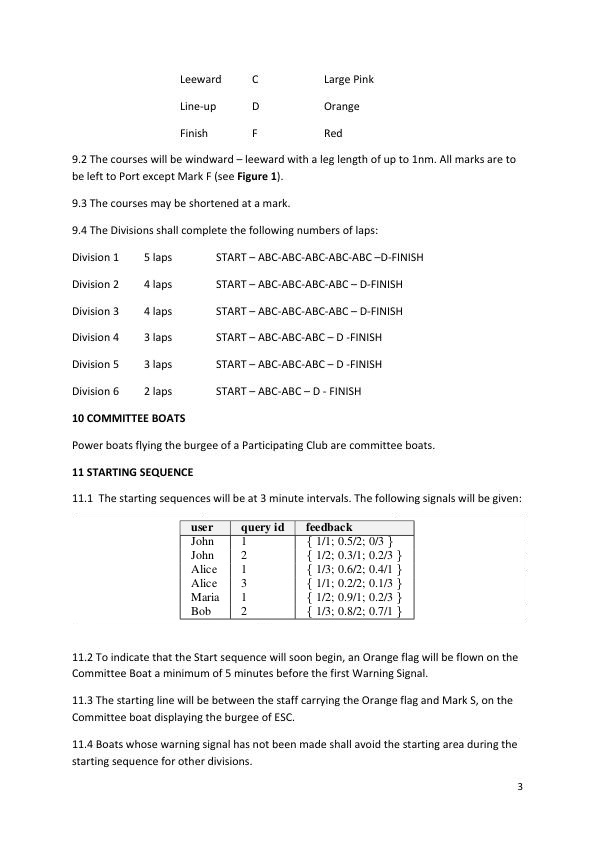 Leeward C Large Pink
Line-up D Orange
Finish F Red
9.2 The courses will be windward – leeward with a leg length of up to 1nm. All marks are to
be left to Port except Mark F (see Figure 1).
9.3 The courses may be shortened at a mark.
9.4 The Divisions shall complete the following numbers of laps:
Division 1 5 laps START – ABC-ABC-ABC-ABC-ABC –D-FINISH
Division 2 4 laps START – ABC-ABC-ABC-ABC – D-FINISH
Division 3 4 laps START – ABC-ABC-ABC-ABC – D-FINISH
Division 4 3 laps START – ABC-ABC-ABC – D -FINISH
Division 5 3 laps START – ABC-ABC-ABC – D -FINISH
Division 6 2 laps START – ABC-ABC – D - FINISH
10 COMMITTEE BOATS
Power boats flying the burgee of a Participating Club are committee boats.
11 STARTING SEQUENCE
11.1 The starting sequences will be at 3 minute intervals. The following signals will be given:
user query id feedback
John 1 { 1/1; 0.5/2; 0/3 }
John 2 { 1/2; 0.3/1; 0.2/3 }
Alice 1 { 1/3; 0.6/2; 0.4/1 }
Alice 3 { 1/1; 0.2/2; 0.1/3 }
Maria 1 { 1/2; 0.9/1; 0.2/3 }
Bob 2 { 1/3; 0.8/2; 0.7/1 }
11.2 To indicate that the Start sequence will soon begin, an Orange flag will be flown on the
Committee Boat a minimum of 5 minutes before the first Warning Signal.
11.3 The starting line will be between the staff carrying the Orange flag and Mark S, on the
Committee boat displaying the burgee of ESC.
11.4 Boats whose warning signal has not been made shall avoid the starting area during the
starting sequence for other divisions.
3